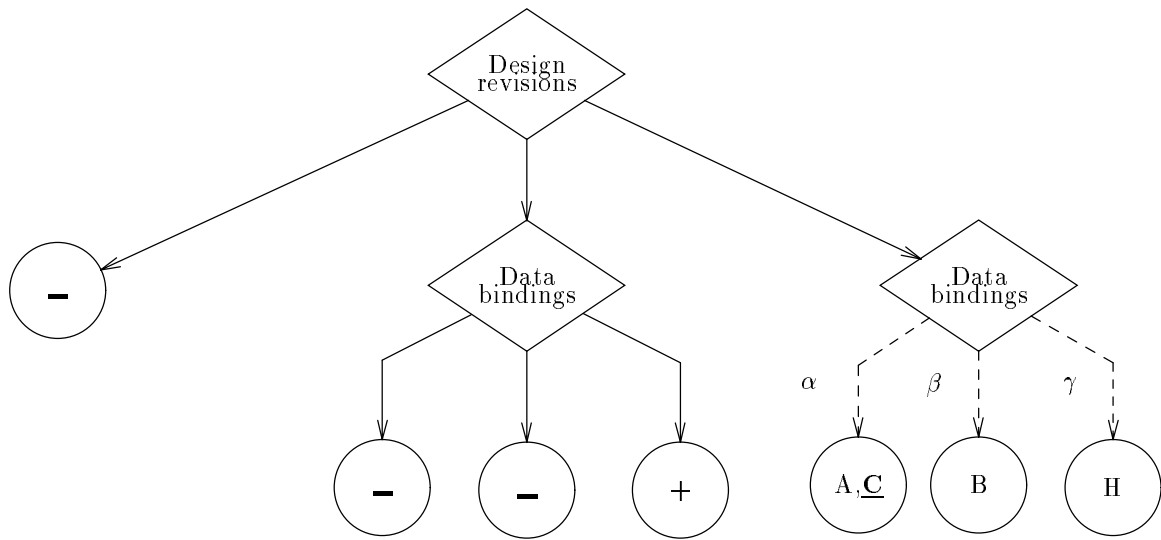 Design
revisions
–
Data
bindings
Data
bindings
α
β
γ
–
–
+
A,C
B
H